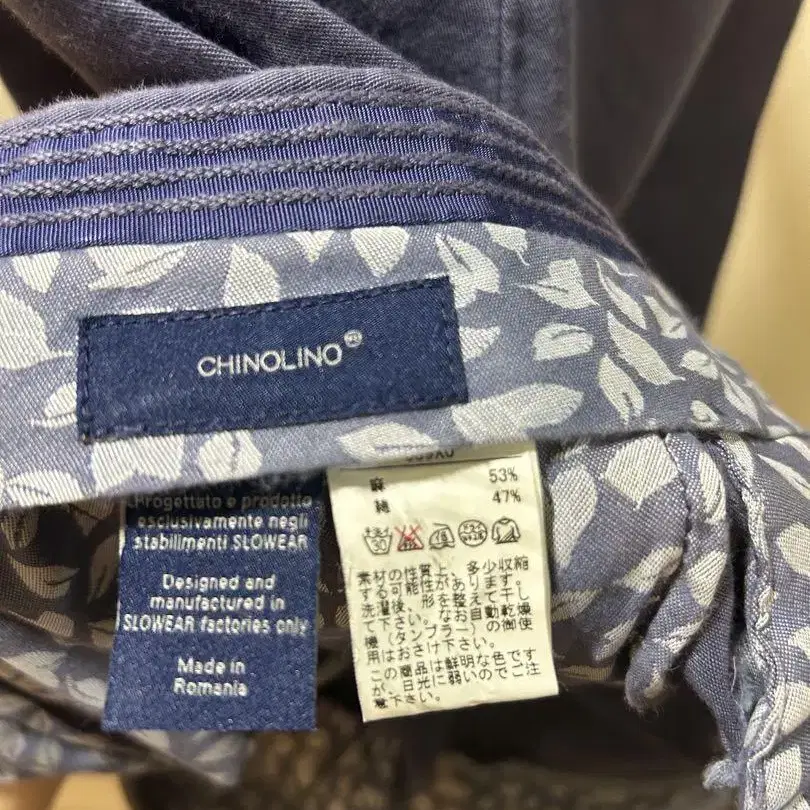 CHINOLINO®
Progettato e prodotto
esclusivamente negli
stabilimenti SLOWEAR
Designed and
manufactured in
SLOWEAR factories only
Made in
Romania
麻 53%
綿 47%
素材の性質上、多少収縮
する可能性があります。
洗濯後、形を整えて干し
て下さい。なお自動乾燥
機(タンブラー)の御使
用はおさけ下さい。
この商品は鮮明な色です
が、日光に弱いのでご注
意下さい。